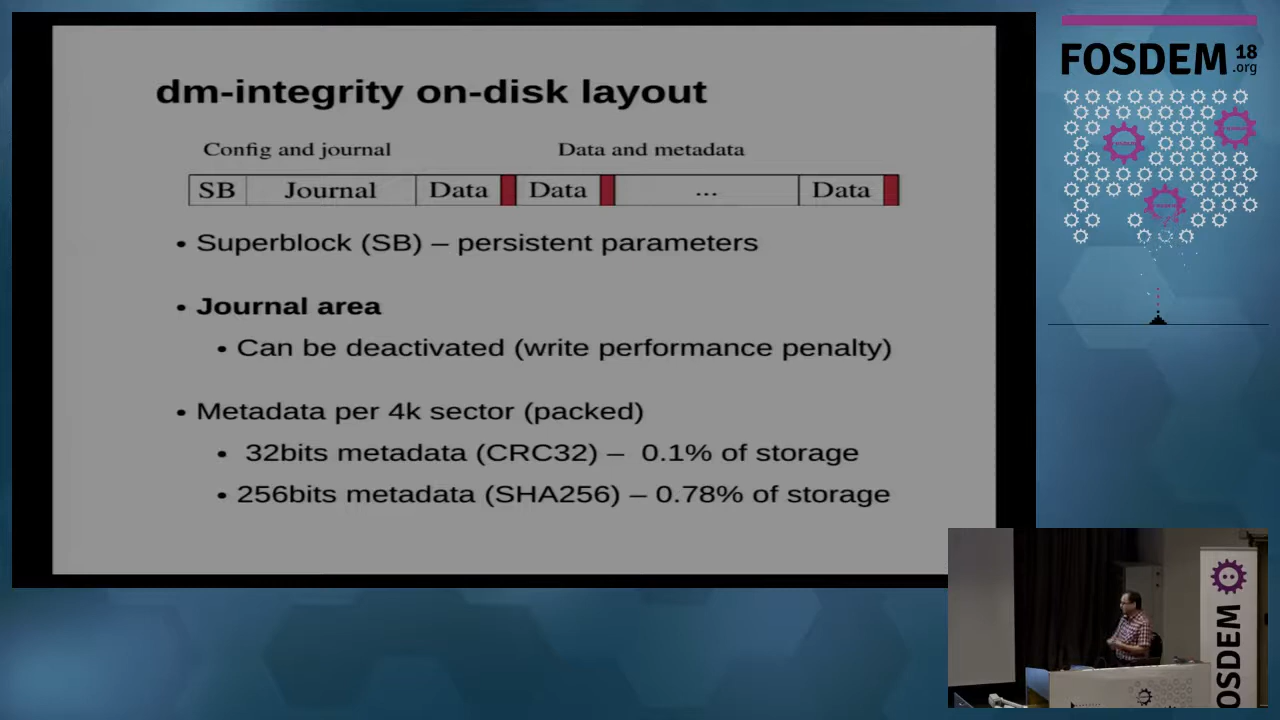 dm-integrity on-disk layout
Config and journal
Data and metadata
SB
Journal
Data
Data
...
Data
• Superblock (SB) – persistent parameters
• Journal area
• Can be deactivated (write performance penalty)
• Metadata per 4k sector (packed)
• 32bits metadata (CRC32) – 0.1% of storage
• 256bits metadata (SHA256) – 0.78% of storage
FOSDEM 18
.org
FOSDEM